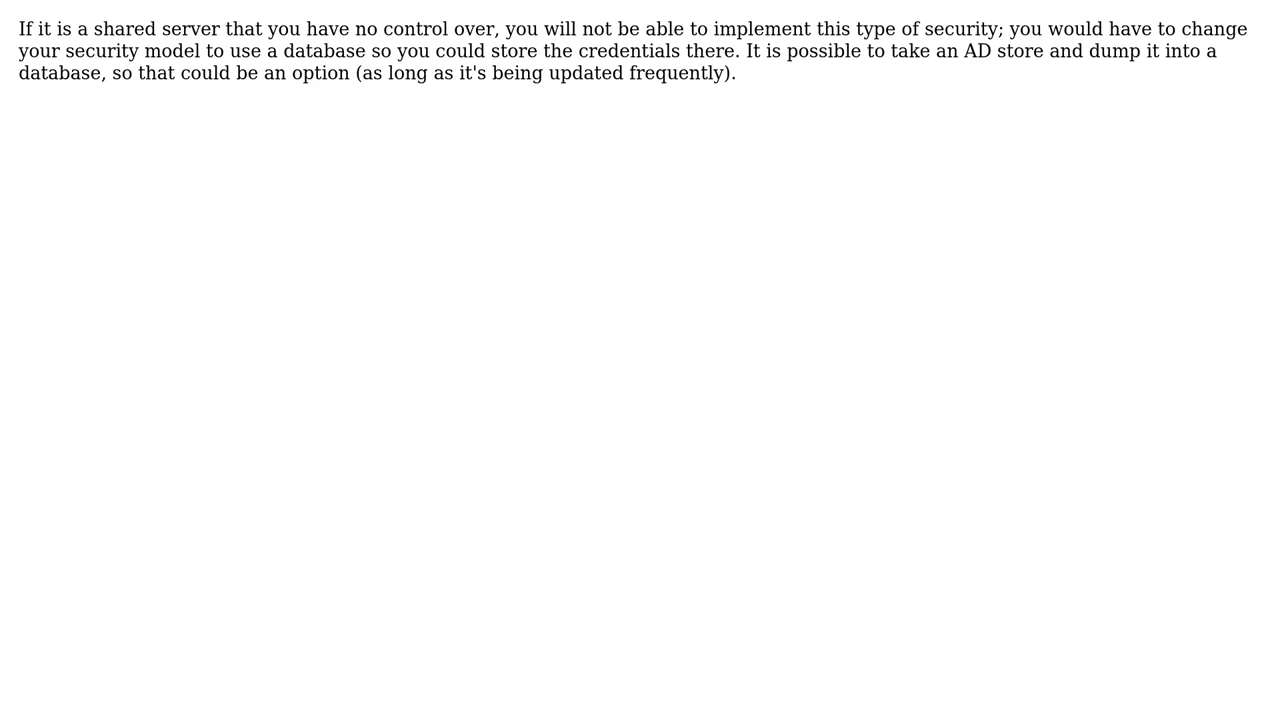 If it is a shared server that you have no control over, you will not be able to implement this type of security; you would have to change
your security model to use a database so you could store the credentials there. It is possible to take an AD store and dump it into a
database, so that could be an option (as long as it's being updated frequently).